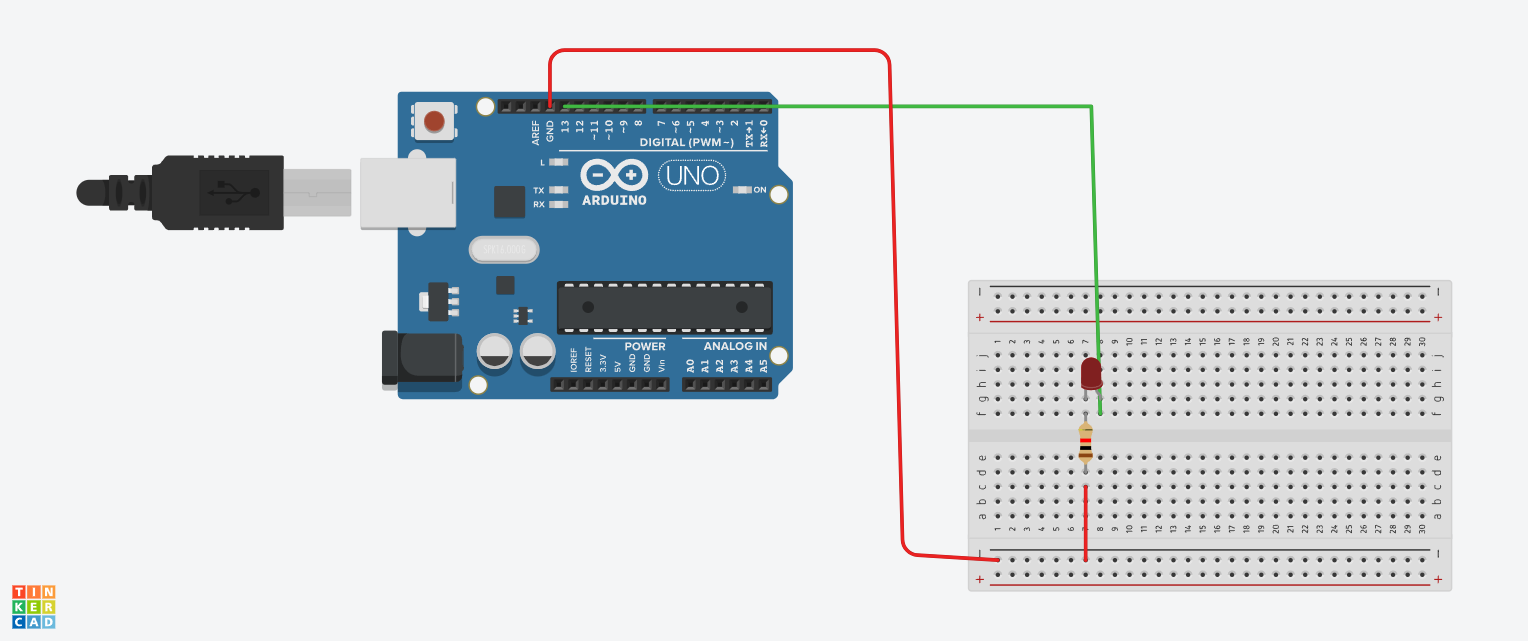 AREF
GND
13
12
~11
~10
~9
8
7
~6
~5
4
~3
2
TX→1
RX←0
DIGITAL (PWM~)
L
TX
RX
UNO
ON
ARDUINO
POWER
ANALOG IN
IOREF
RESET
3.3V
5V
GND
GND
Vin
A0
A1
A2
A3
A4
A5
− −
+ +
1 2 3 4 5 6 7 8 9 10 11 12 13 14 15 16 17 18 19 20 21 22 23 24 25 26 27 28 29 30
j j
i i
h h
g g
f f
e e
d d
c c
b b
a a
1 2 3 4 5 6 7 8 9 10 11 12 13 14 15 16 17 18 19 20 21 22 23 24 25 26 27 28 29 30
− −
+ +
TIN
KER
CAD